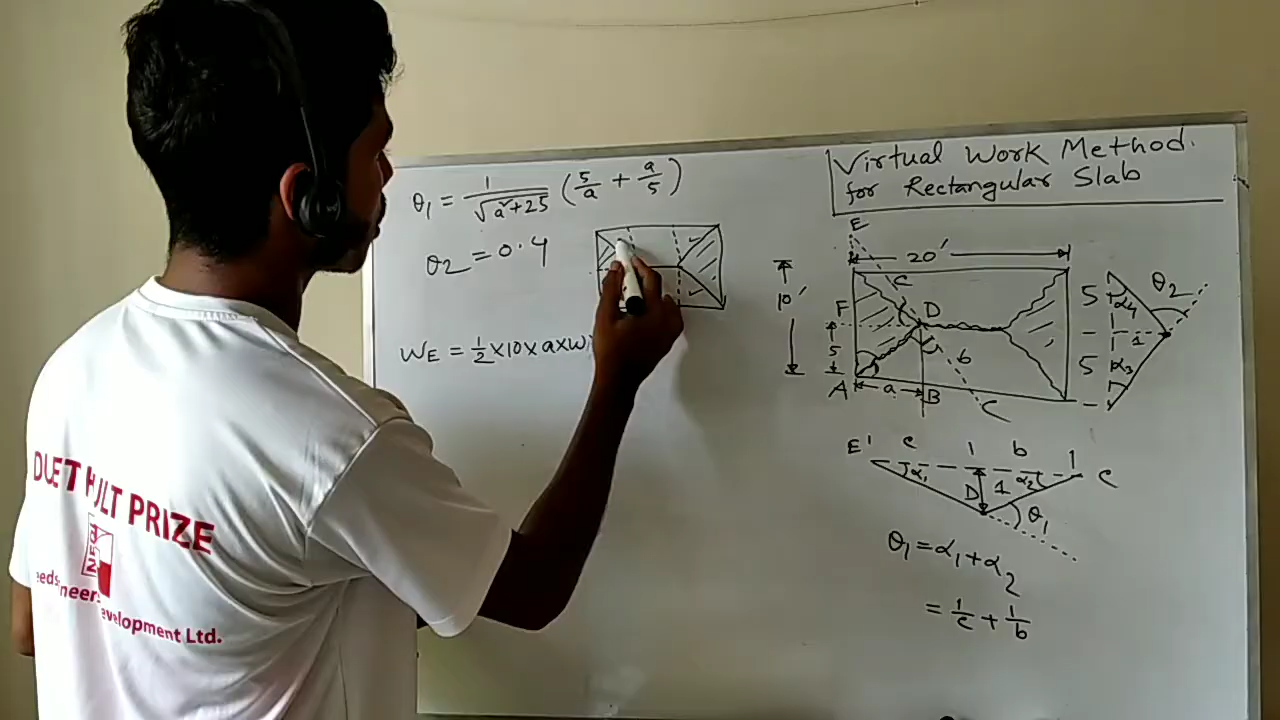 Virtual Work Method.
for Rectangular Slab
θ₁ = 1/√(a²+25) (5/a + a/5)
θ₂ = 0.4
W_E = 1/2 × 10 × a × W
E
20'
C
F
D
10'
5
b
A
a
B
C
5
α₄
θ₂
1
5
α₃
E' c 1 b 1 C
α₁ D 1 α₂
θ₁
θ₁ = α₁ + α₂
= 1/c + 1/b
DUET HULT PRIZE
evelopment Ltd.